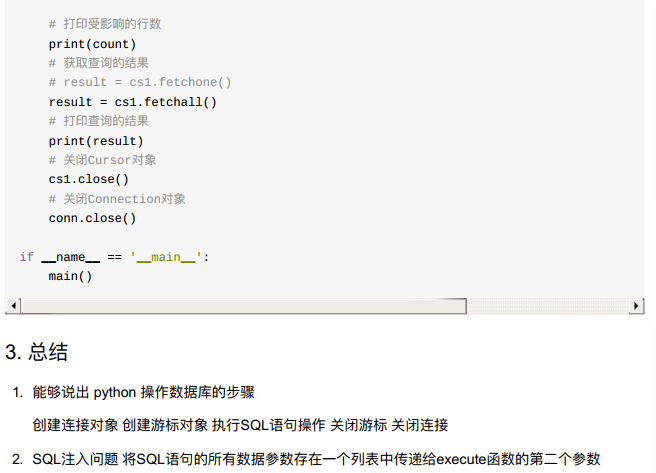 # 打印受影响的行数
print(count)
# 获取查询的结果
# result = cs1.fetchone()
result = cs1.fetchall()
# 打印查询的结果
print(result)
# 关闭Cursor对象
cs1.close()
# 关闭Connection对象
conn.close()
if __name__ == '__main__':
main()
3. 总结
1. 能够说出 python 操作数据库的步骤
创建连接对象 创建游标对象 执行SQL语句操作 关闭游标 关闭连接
2. SQL注入问题 将SQL语句的所有数据参数存在一个列表中传递给execute函数的第二个参数